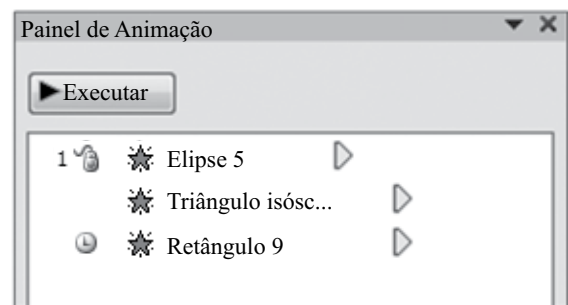 Painel de Animação
Executar
1 Elipse 5
Triângulo isósc...
Retângulo 9